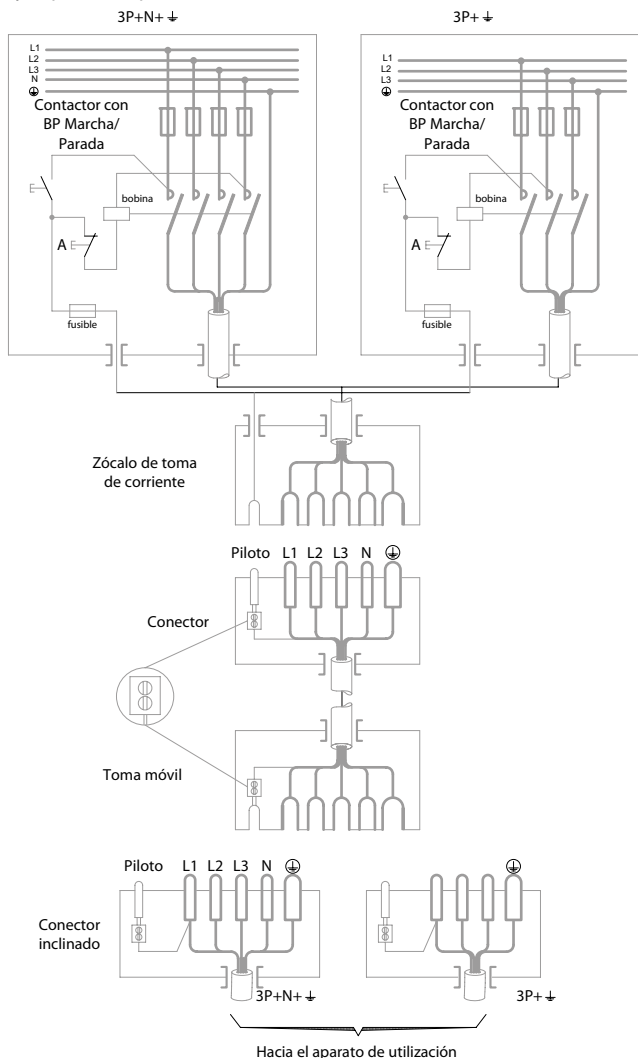 3P+N+ ⏚
3P+ ⏚
L1
L2
L3
N
⏚
Contactor con
BP Marcha/
Parada
bobina
A
fusible
L1
L2
L3
⏚
Contactor con
BP Marcha/
Parada
bobina
A
fusible
Zócalo de toma
de corriente
Piloto L1 L2 L3 N ⏚
Conector
Toma móvil
Piloto L1 L2 L3 N ⏚
⏚
Conector
inclinado
3P+N+ ⏚
3P+ ⏚
Hacia el aparato de utilización